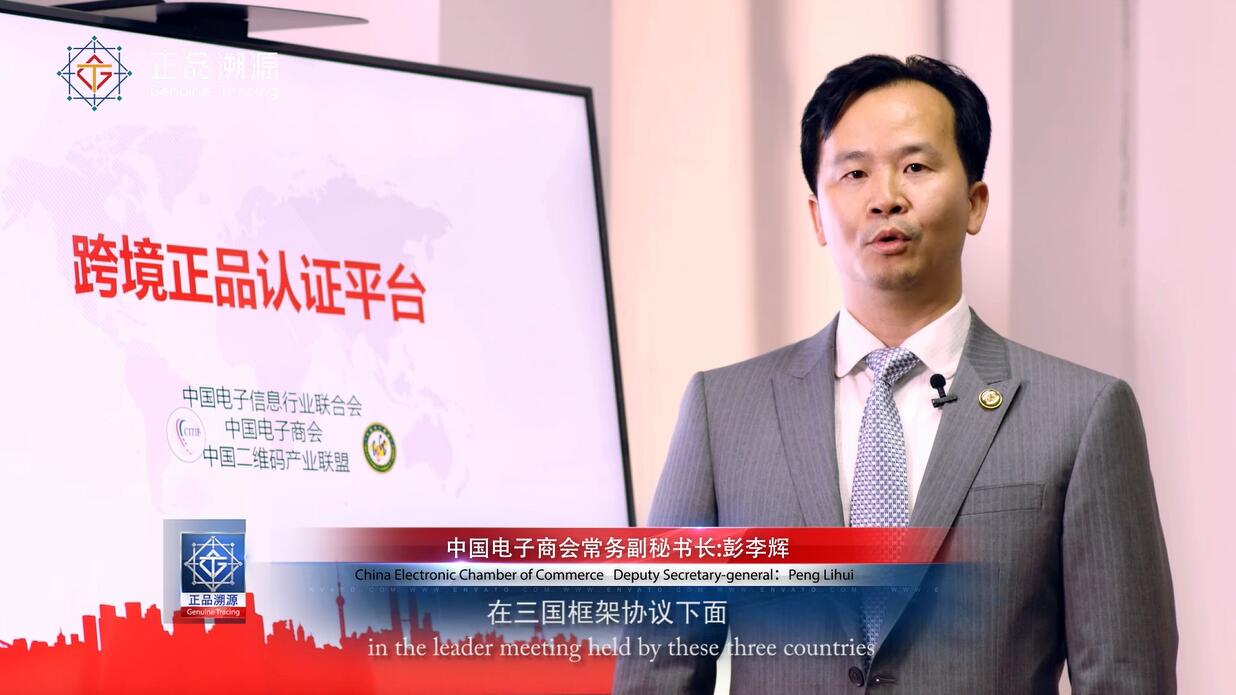 正品溯源
Genuine Tracing
跨境正品认证平台
中国电子信息行业联合会
CITIF
中国电子商会
中国二维码产业联盟
中国电子商会常务副秘书长:彭李辉
China Electronic Chamber of Commerce Deputy Secretary-general：Peng Lihui
正品溯源
Genuine Tracing
在三国框架协议下面
in the leader meeting held by these three countries